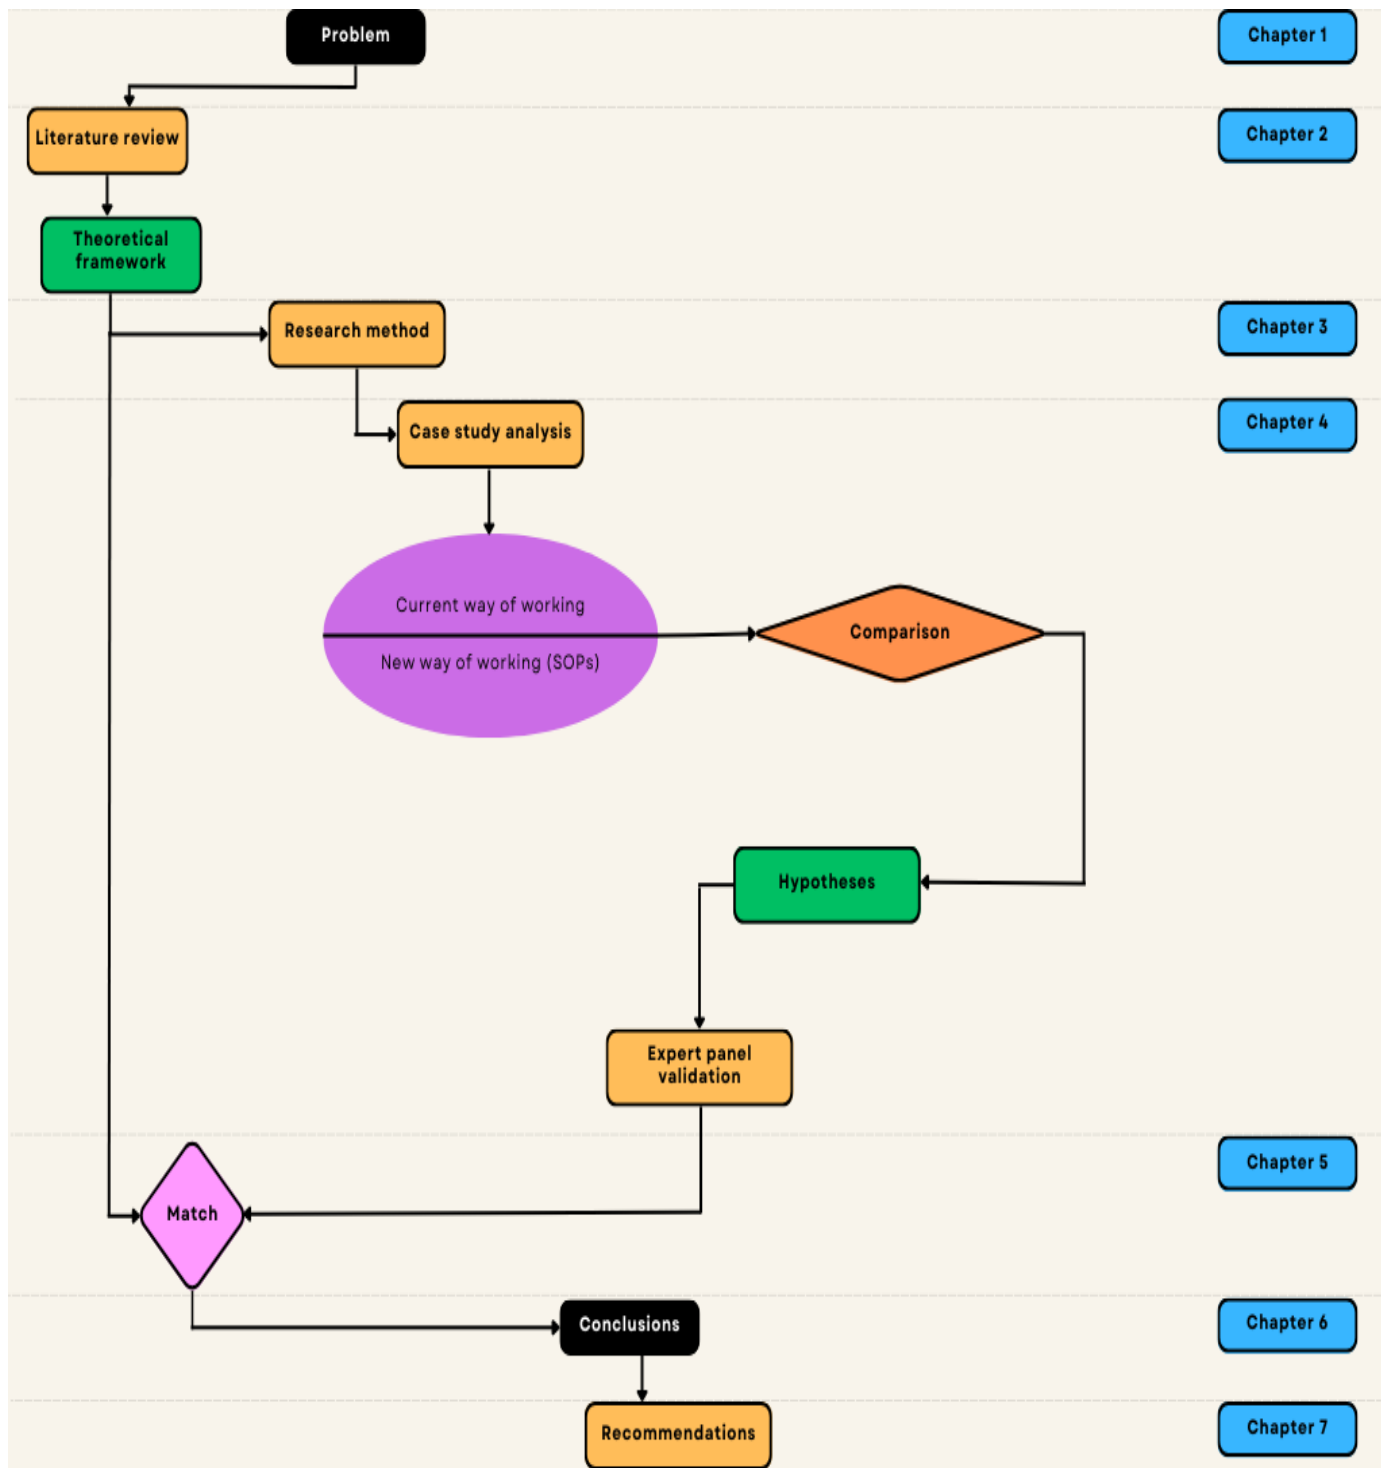 Problem
Chapter 1
Literature review
Chapter 2
Theoretical
framework
Research method
Chapter 3
Case study analysis
Chapter 4
Current way of working
New way of working (SOPs)
Comparison
Hypotheses
Expert panel
validation
Match
Chapter 5
Conclusions
Chapter 6
Recommendations
Chapter 7